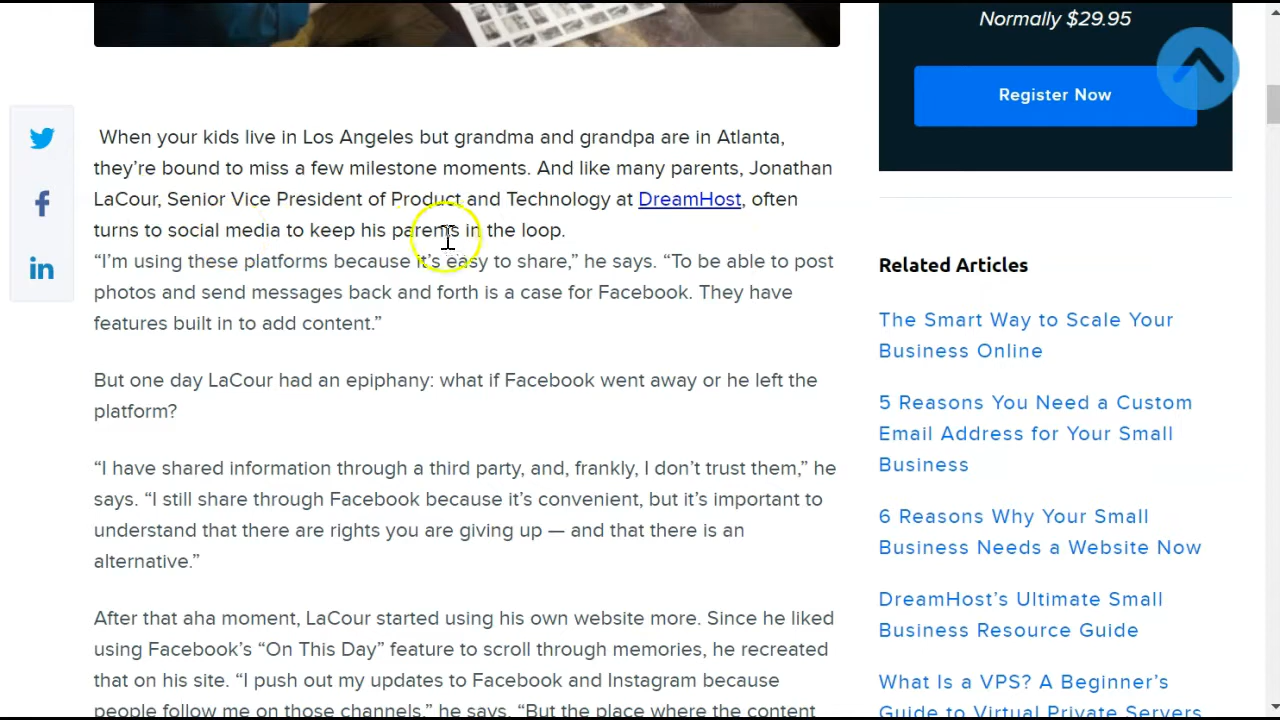 When your kids live in Los Angeles but grandma and grandpa are in Atlanta,
they’re bound to miss a few milestone moments. And like many parents, Jonathan
LaCour, Senior Vice President of Product and Technology at DreamHost, often
turns to social media to keep his parents in the loop.
“I’m using these platforms because it’s easy to share,” he says. “To be able to post
photos and send messages back and forth is a case for Facebook. They have
features built in to add content.”
But one day LaCour had an epiphany: what if Facebook went away or he left the
platform?
“I have shared information through a third party, and, frankly, I don’t trust them,” he
says. “I still share through Facebook because it’s convenient, but it’s important to
understand that there are rights you are giving up — and that there is an
alternative.”
After that aha moment, LaCour started using his own website more. Since he liked
using Facebook’s “On This Day” feature to scroll through memories, he recreated
that on his site. “I push out my updates to Facebook and Instagram because
people follow me on those channels,” he says. “But the place where the content
Normally $29.95
Register Now
Related Articles
The Smart Way to Scale Your
Business Online
5 Reasons You Need a Custom
Email Address for Your Small
Business
6 Reasons Why Your Small
Business Needs a Website Now
DreamHost’s Ultimate Small
Business Resource Guide
What Is a VPS? A Beginner’s
Guide to Virtual Private Servers